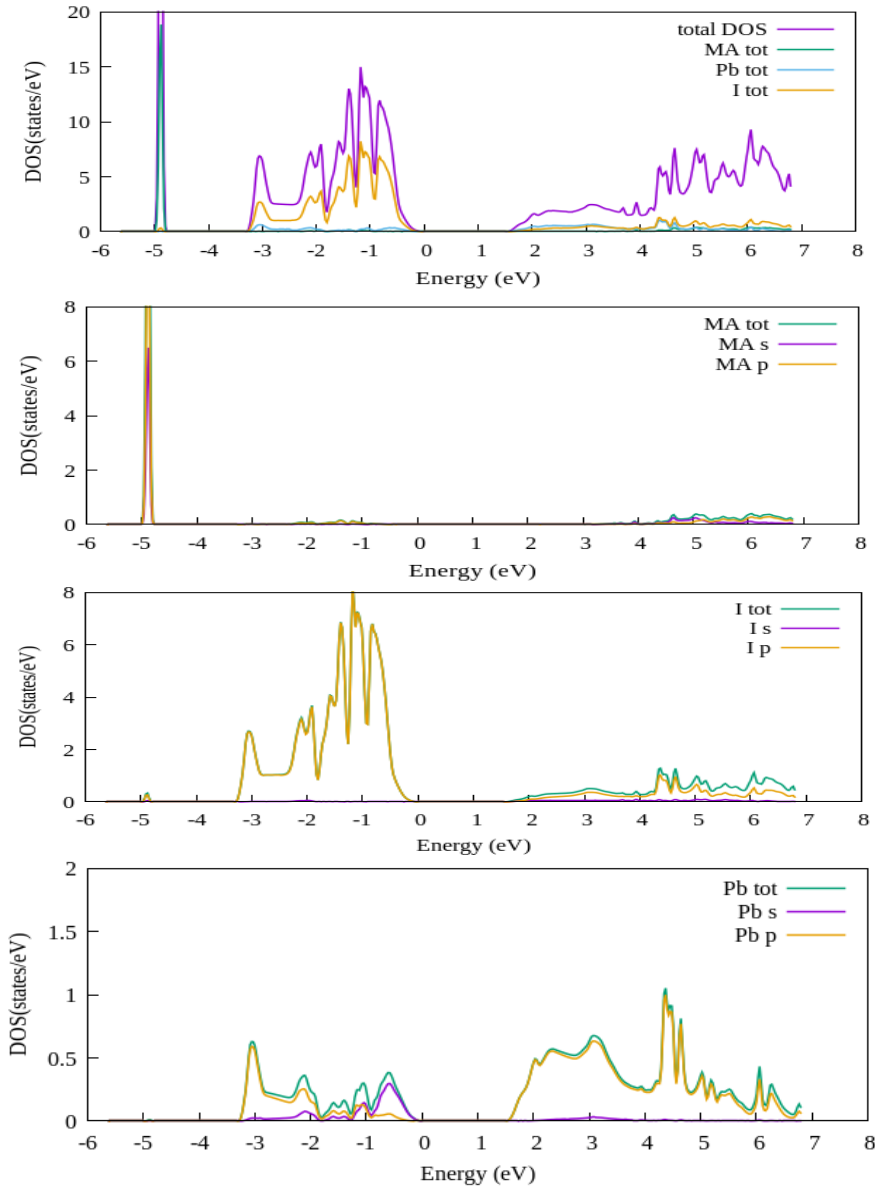 DOS(states/eV)
20
15
10
5
0
total DOS
MA tot
Pb tot
I tot
-6 -5 -4 -3 -2 -1 0 1 2 3 4 5 6 7 8
Energy (eV)
DOS(states/eV)
8
6
4
2
0
MA tot
MA s
MA p
-6 -5 -4 -3 -2 -1 0 1 2 3 4 5 6 7 8
Energy (eV)
DOS(states/eV)
8
6
4
2
0
I tot
I s
I p
-6 -5 -4 -3 -2 -1 0 1 2 3 4 5 6 7 8
Energy (eV)
DOS(states/eV)
2
1.5
1
0.5
0
Pb tot
Pb s
Pb p
-6 -5 -4 -3 -2 -1 0 1 2 3 4 5 6 7 8
Energy (eV)